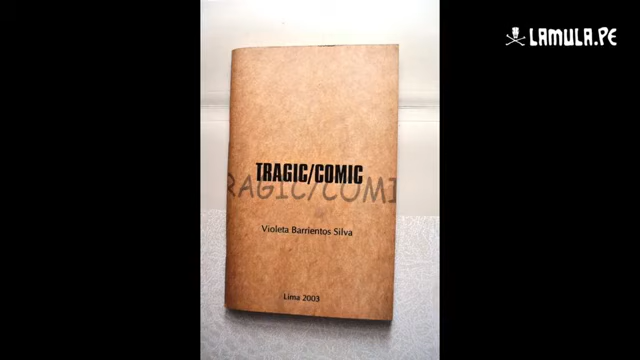 LAMULA.PE
TRAGIC/COMIC
RAGIC/COMI
Violeta Barrientos Silva
Lima 2003